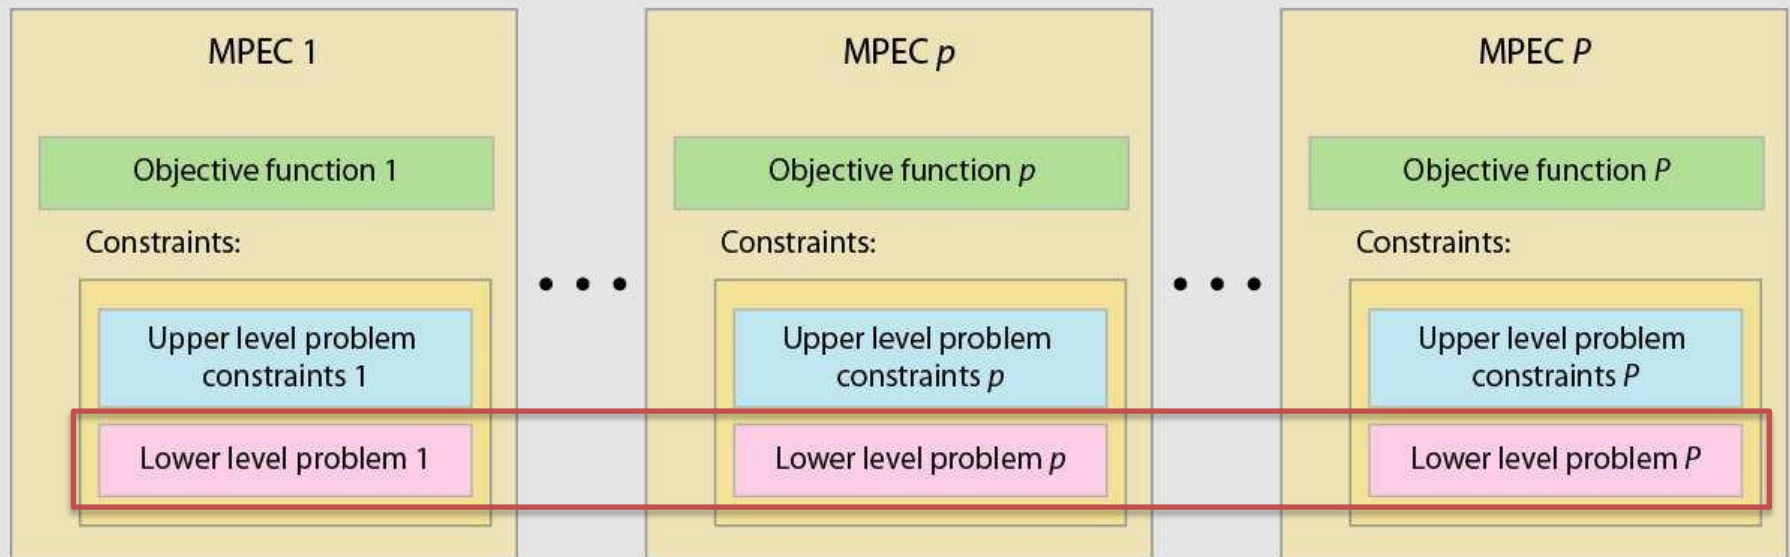 MPEC 1
Objective function 1
Constraints:
Upper level problem
constraints 1
Lower level problem 1
MPEC p
Objective function p
Constraints:
Upper level problem
constraints p
Lower level problem p
MPEC P
Objective function P
Constraints:
Upper level problem
constraints P
Lower level problem P